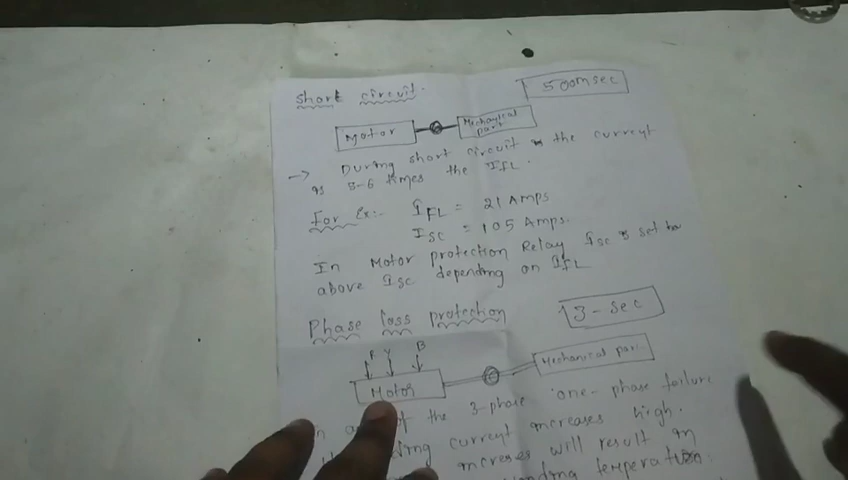 Short circuit.
500msec
Motor
Mechanical part
→ During short circuit the current
is 5-6 times the IFL.
For Ex:- IFL = 21 Amps
ISC = 105 Amps.
In Motor protection Relay ISC is set to
above ISC depending on IFL
Phase loss protection
13-sec
R Y B
Motor
Mechanical part
of the 3-phase one-phase failure
current increases high.
increses will result in
temperature.